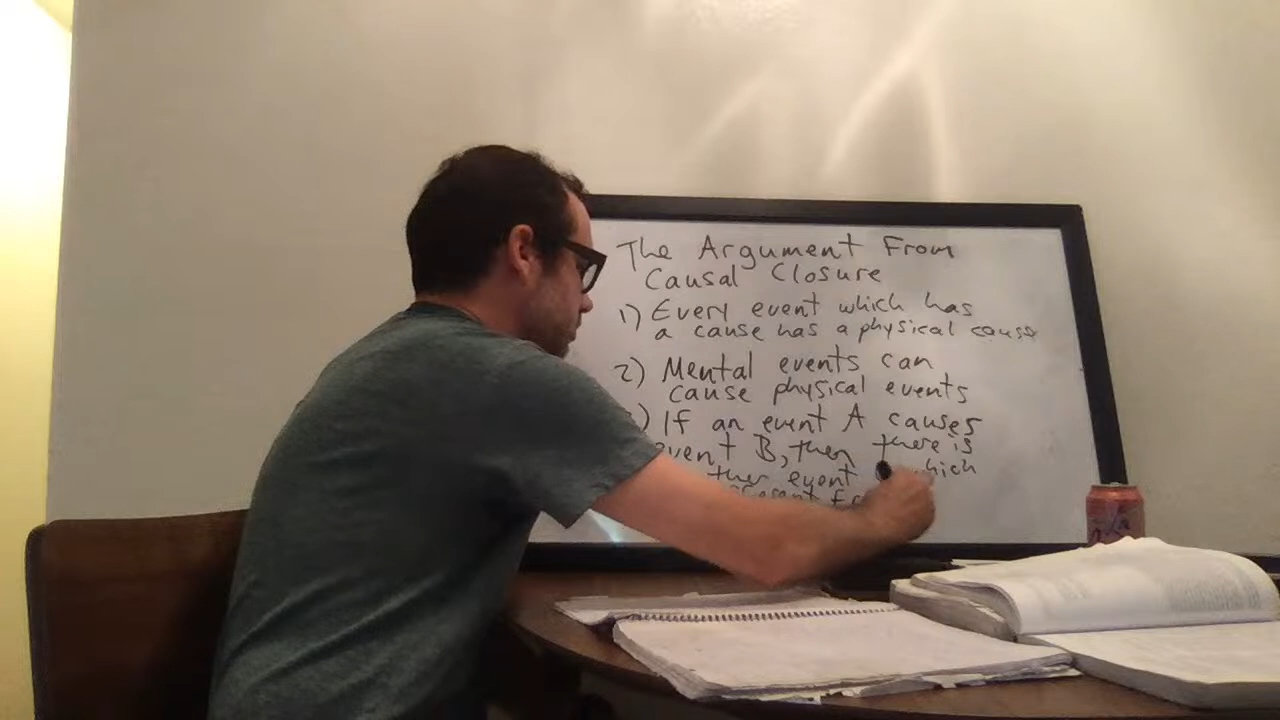 The Argument From
Causal Closure
1) Every event which has
a cause has a physical cause
2) Mental events can
cause physical events
) If an event A causes
event B, then there is
ther event which